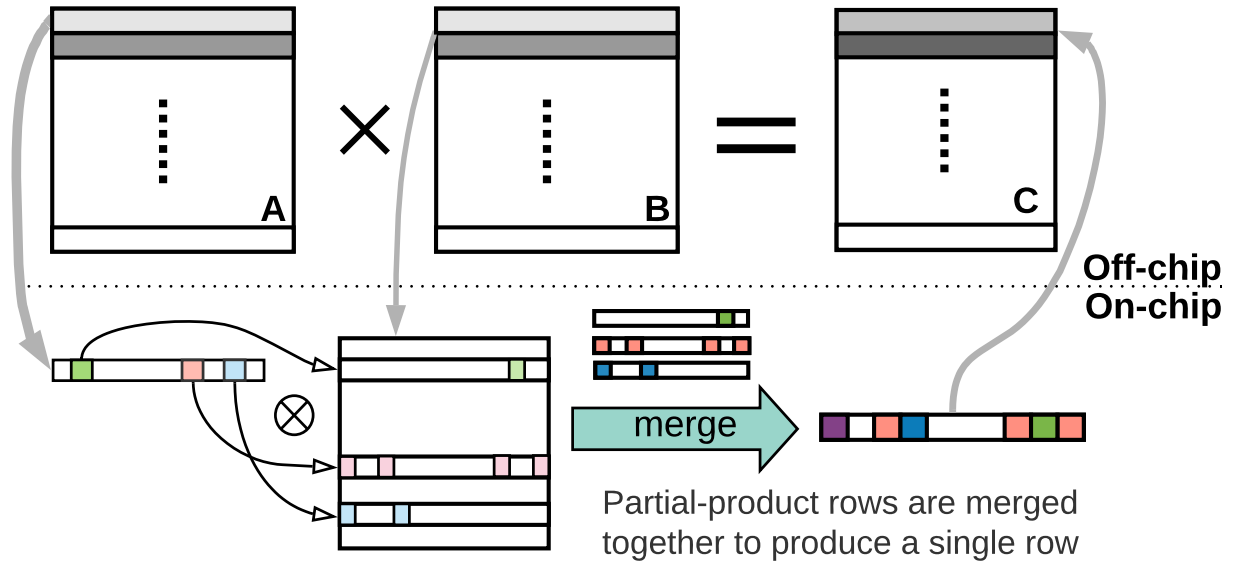 A
B
C
Off-chip
On-chip
merge
Partial-product rows are merged
together to produce a single row